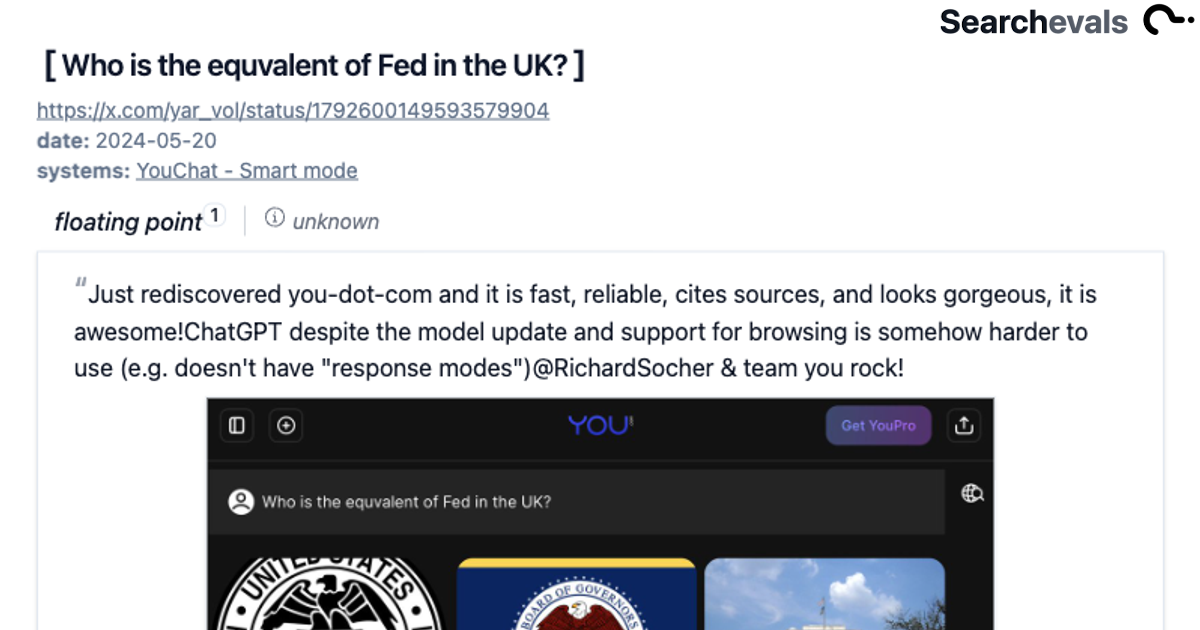 Searchevals
[ Who is the equvalent of Fed in the UK? ]
https://x.com/yar_vol/status/1792600149593579904
date: 2024-05-20
systems: YouChat - Smart mode
floating point 1
unknown
“Just rediscovered you-dot-com and it is fast, reliable, cites sources, and looks gorgeous, it is
awesome!ChatGPT despite the model update and support for browsing is somehow harder to
use (e.g. doesn't have "response modes")@RichardSocher & team you rock!
YOU
Get YouPro
Who is the equvalent of Fed in the UK?
UNITED STATES
BOARD OF GOVERNORS